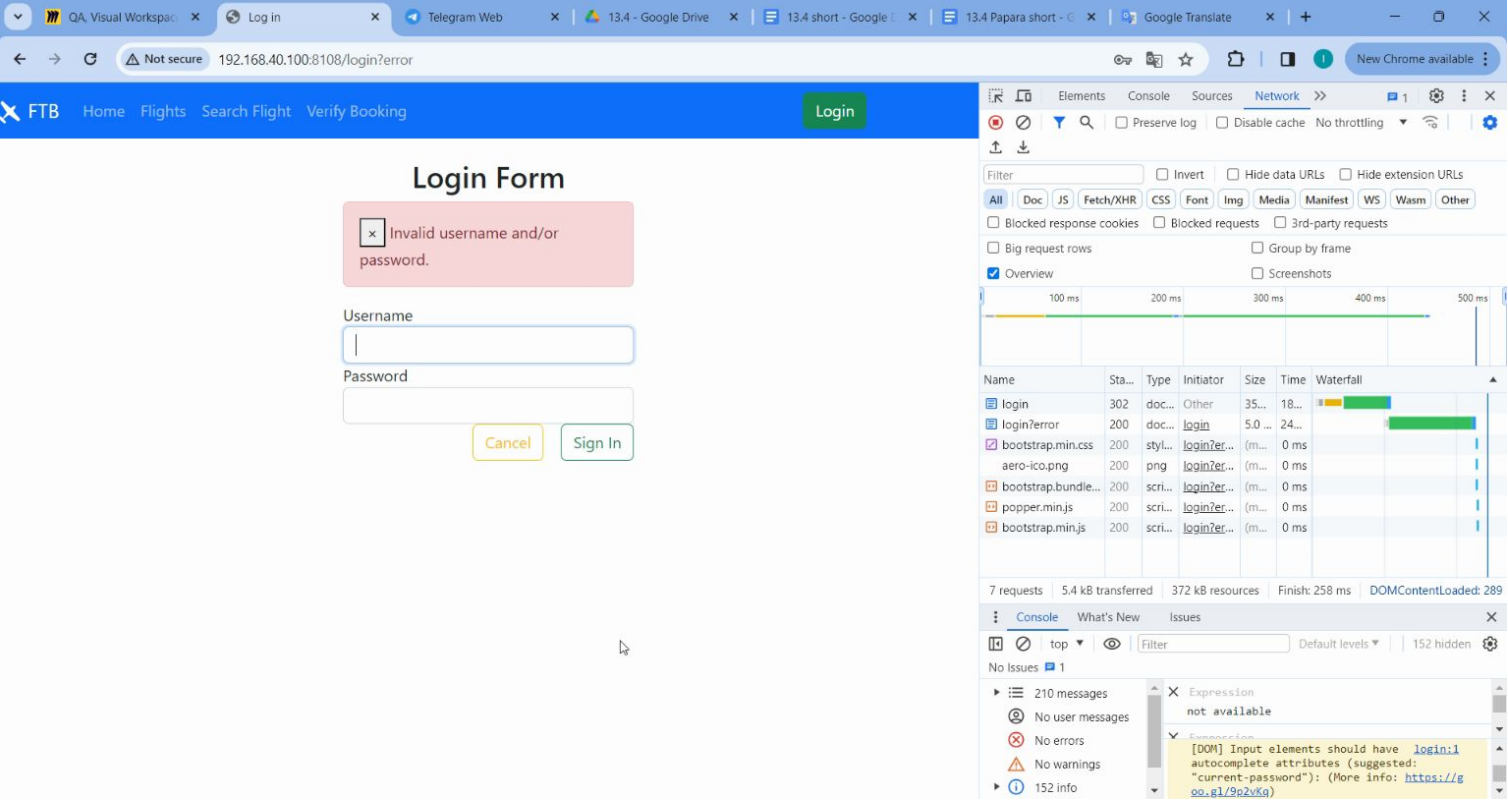 QA, Visual Workspac
Log in
Telegram Web
13.4 - Google Drive
13.4 short - Google D
13.4 Papara short - G
Google Translate
Not secure
192.168.40.100:8108/login?error
New Chrome available
FTB
Home
Flights
Search Flight
Verify Booking
Login
Login Form
× Invalid username and/or
password.
Username
Password
Cancel
Sign In
Elements
Console
Sources
Network
1
Preserve log
Disable cache
No throttling
Filter
Invert
Hide data URLs
Hide extension URLs
All
Doc
JS
Fetch/XHR
CSS
Font
Img
Media
Manifest
WS
Wasm
Other
Blocked response cookies
Blocked requests
3rd-party requests
Big request rows
Group by frame
Overview
Screenshots
100 ms
200 ms
300 ms
400 ms
500 ms
Name Sta... Type Initiator Size Time Waterfall
login 302 doc... Other 35... 18...
login?error 200 doc... login 5.0 ... 24...
bootstrap.min.css 200 styl... login?er... (m... 0 ms
aero-ico.png 200 png login?er... (m... 0 ms
bootstrap.bundle... 200 scri... login?er... (m... 0 ms
popper.min.js 200 scri... login?er... (m... 0 ms
bootstrap.min.js 200 scri... login?er... (m... 0 ms
7 requests 5.4 kB transferred 372 kB resources Finish: 258 ms DOMContentLoaded: 289
Console
What's New
Issues
top
Filter
Default levels
152 hidden
No Issues 1
210 messages
No user messages
No errors
No warnings
152 info
Expression
not available
Expression
[DOM] Input elements should have login:1
autocomplete attributes (suggested:
"current-password"): (More info: https://g
oo.gl/9p2vKq)